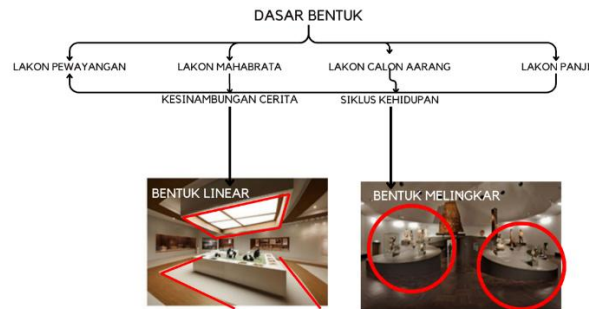 DASAR BENTUK
LAKON PEWAYANGAN
LAKON MAHABRATA
LAKON CALON AARANG
LAKON PANJI
KESINAMBUNGAN CERITA
SIKLUS KEHIDUPAN
BENTUK LINEAR
BENTUK MELINGKAR